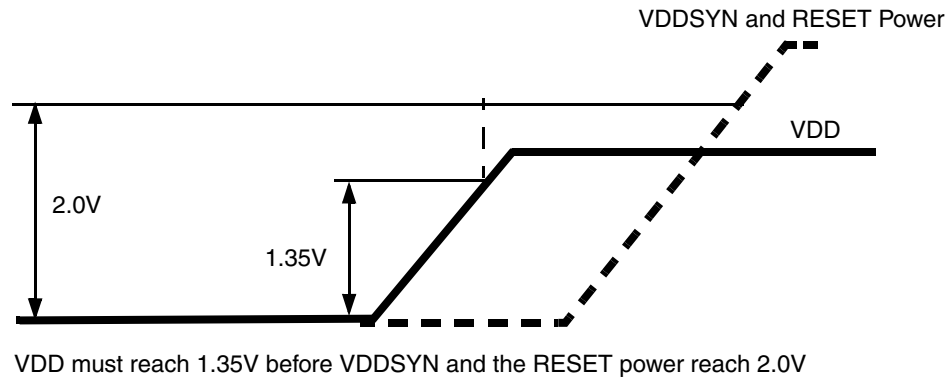 VDDSYN and RESET Power
VDD
2.0V
1.35V
VDD must reach 1.35V before VDDSYN and the RESET power reach 2.0V